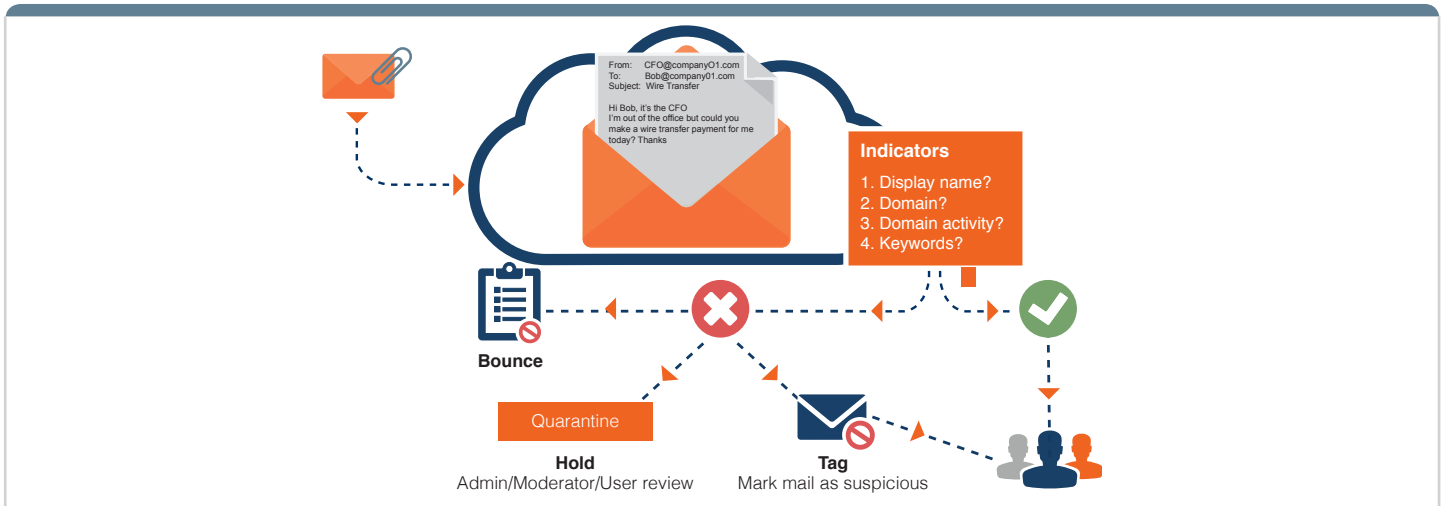 From: CFO@companyO1.com
To: Bob@company01.com
Subject: Wire Transfer
Hi Bob, it's the CFO
I'm out of the office but could you
make a wire transfer payment for me
today? Thanks
Indicators
1. Display name?
2. Domain?
3. Domain activity?
4. Keywords?
Bounce
Quarantine
Hold
Admin/Moderator/User review
Tag
Mark mail as suspicious